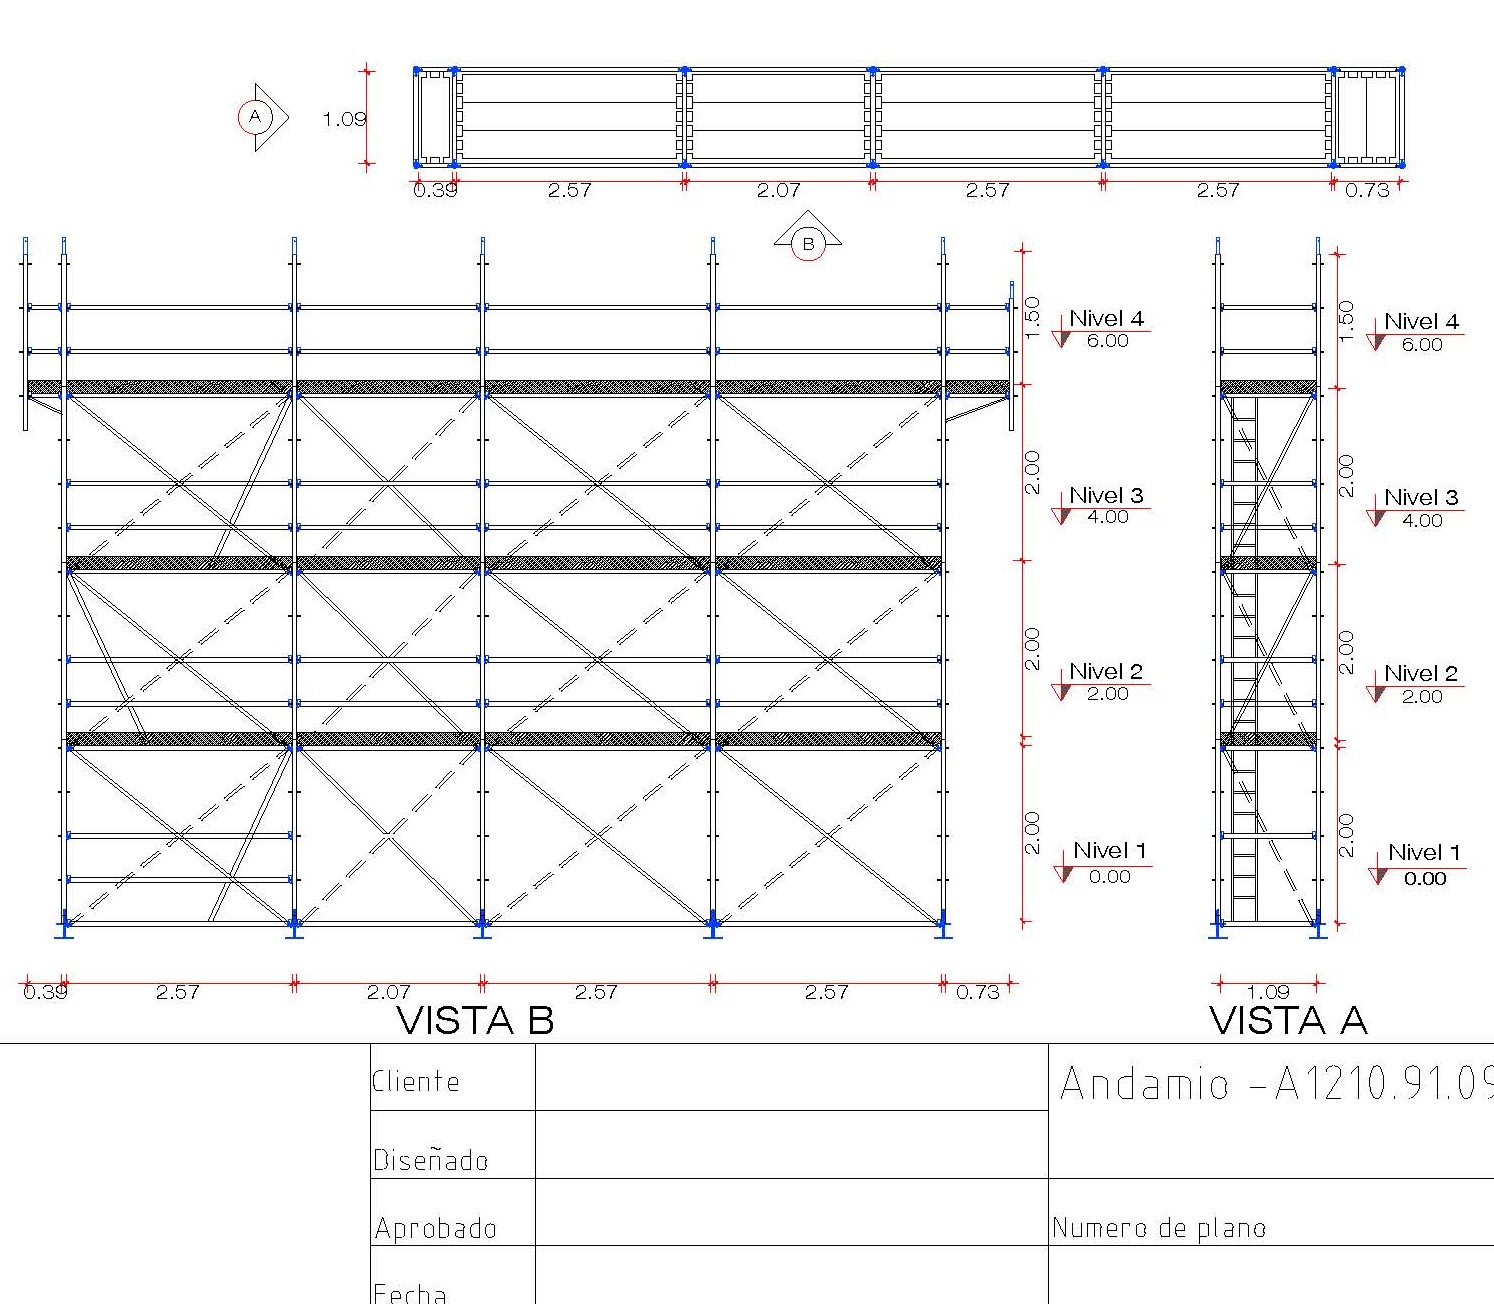 A
1.09
0.39 2.57 2.07 2.57 2.57 0.73
B
1.50
Nivel 4
6.00
1.50
Nivel 4
6.00
2.00
Nivel 3
4.00
2.00
Nivel 3
4.00
2.00
Nivel 2
2.00
2.00
Nivel 2
2.00
2.00
Nivel 1
0.00
2.00
Nivel 1
0.00
0.39 2.57 2.07 2.57 2.57 0.73
1.09
VISTA B
VISTA A
Cliente
Andamio -A1210.91.09
Diseñado
Aprobado
Numero de plano
Fecha